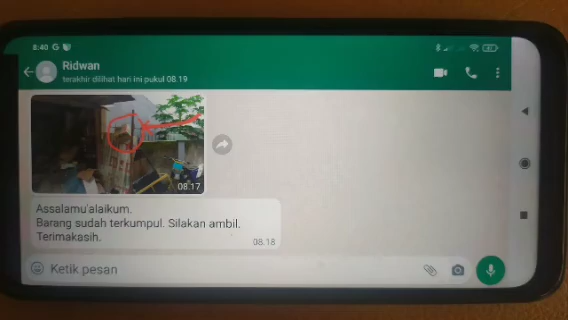 8:40 G
Ridwan
terakhir dilihat hari ini pukul 08.19
08.17
Assalamu'alaikum.
Barang sudah terkumpul. Silakan ambil.
Terimakasih.
08.18
Ketik pesan